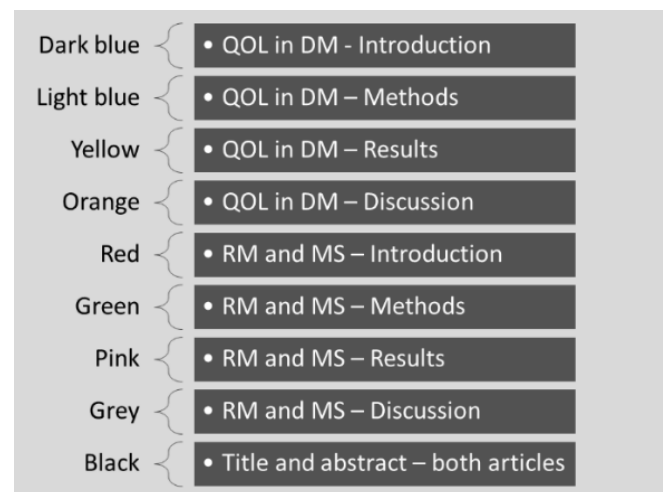 Dark blue • QOL in DM - Introduction
Light blue • QOL in DM – Methods
Yellow • QOL in DM – Results
Orange • QOL in DM – Discussion
Red • RM and MS – Introduction
Green • RM and MS – Methods
Pink • RM and MS – Results
Grey • RM and MS – Discussion
Black • Title and abstract – both articles